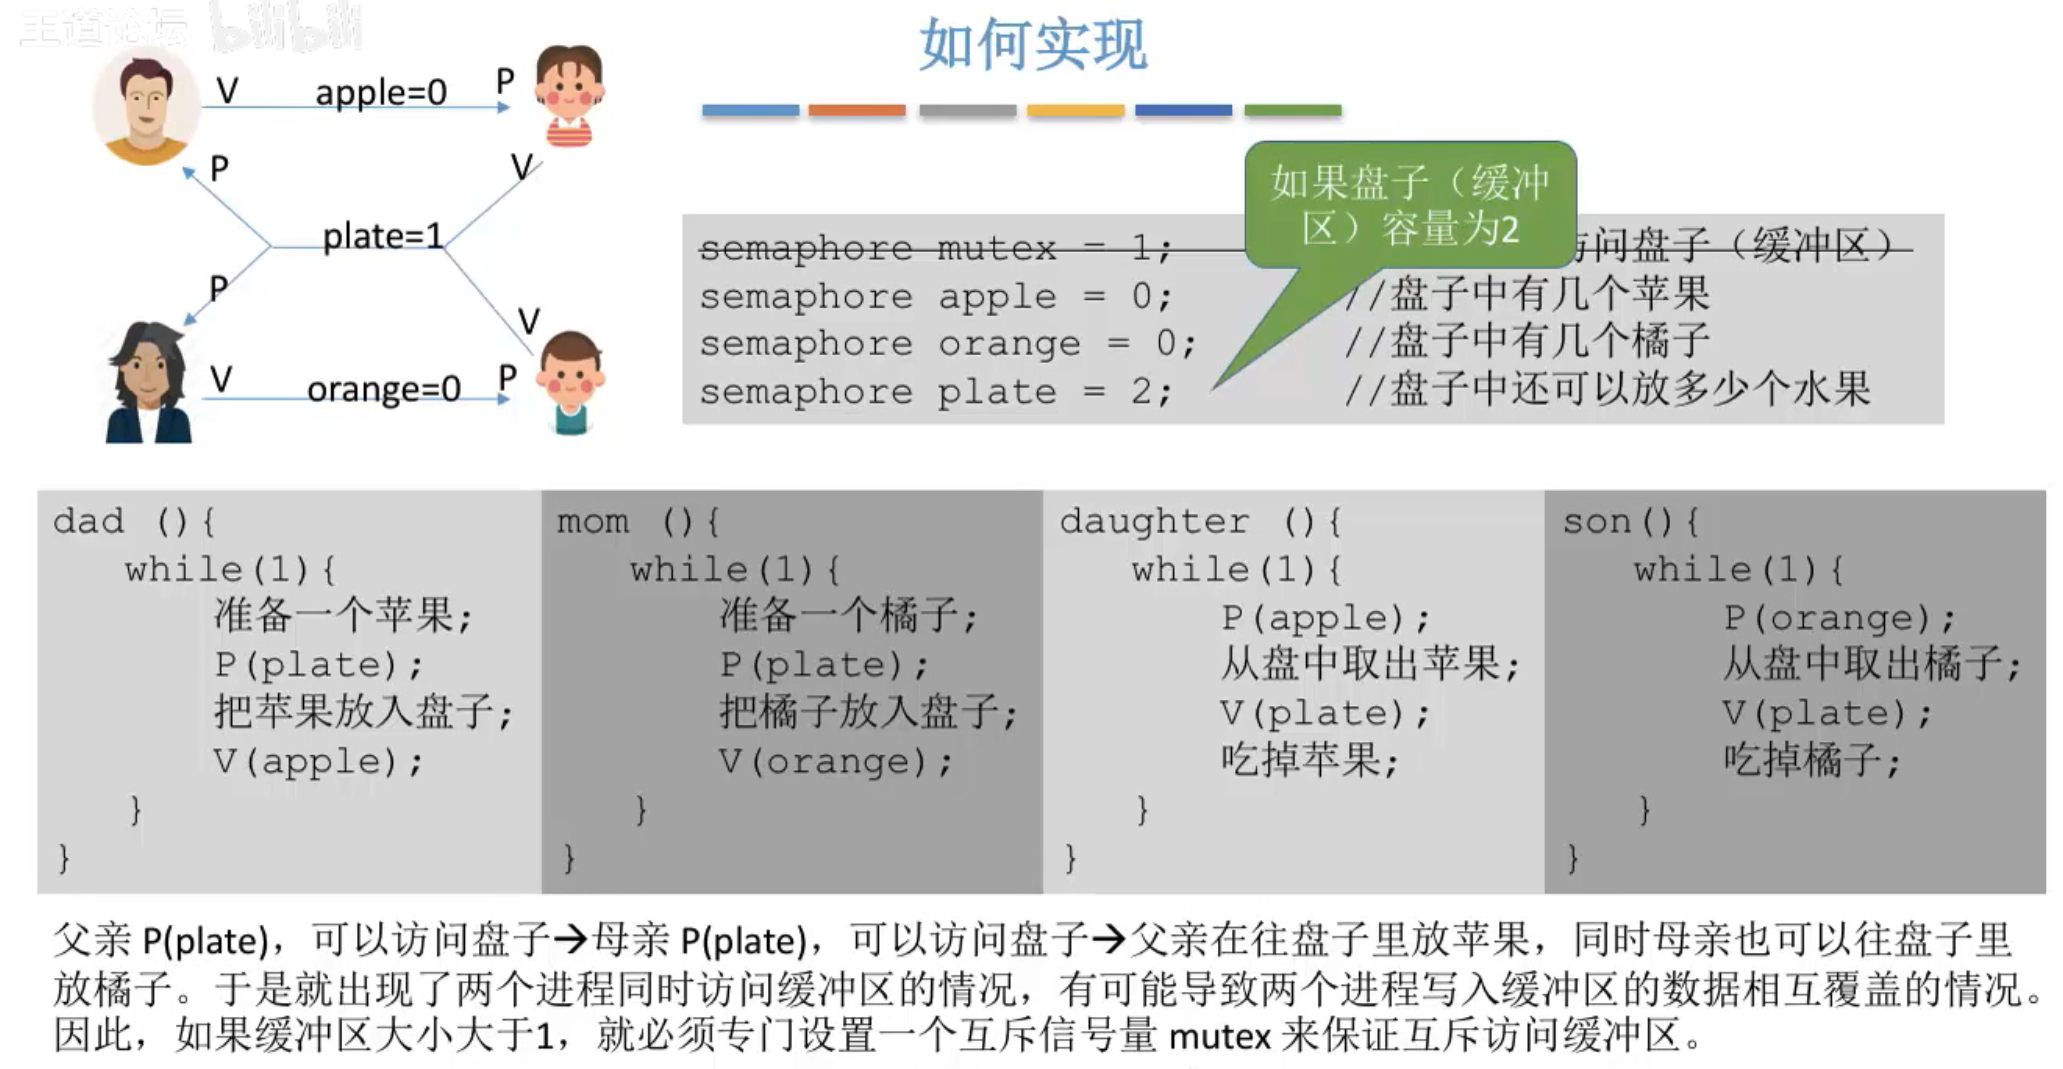 王道论坛 bilibili
如何实现
V apple=0 P
P V
plate=1
P V
V orange=0 P
如果盘子（缓冲
区）容量为2
semaphore mutex = 1; 访问盘子（缓冲区）
semaphore apple = 0; //盘子中有几个苹果
semaphore orange = 0; //盘子中有几个橘子
semaphore plate = 2; //盘子中还可以放多少个水果
dad (){
while(1){
准备一个苹果;
P(plate);
把苹果放入盘子;
V(apple);
}
}
mom (){
while(1){
准备一个橘子;
P(plate);
把橘子放入盘子;
V(orange);
}
}
daughter (){
while(1){
P(apple);
从盘中取出苹果;
V(plate);
吃掉苹果;
}
}
son(){
while(1){
P(orange);
从盘中取出橘子;
V(plate);
吃掉橘子;
}
}
父亲 P(plate)，可以访问盘子→母亲 P(plate)，可以访问盘子→父亲在往盘子里放苹果，同时母亲也可以往盘子里
放橘子。于是就出现了两个进程同时访问缓冲区的情况，有可能导致两个进程写入缓冲区的数据相互覆盖的情况。
因此，如果缓冲区大小大于1，就必须专门设置一个互斥信号量 mutex 来保证互斥访问缓冲区。